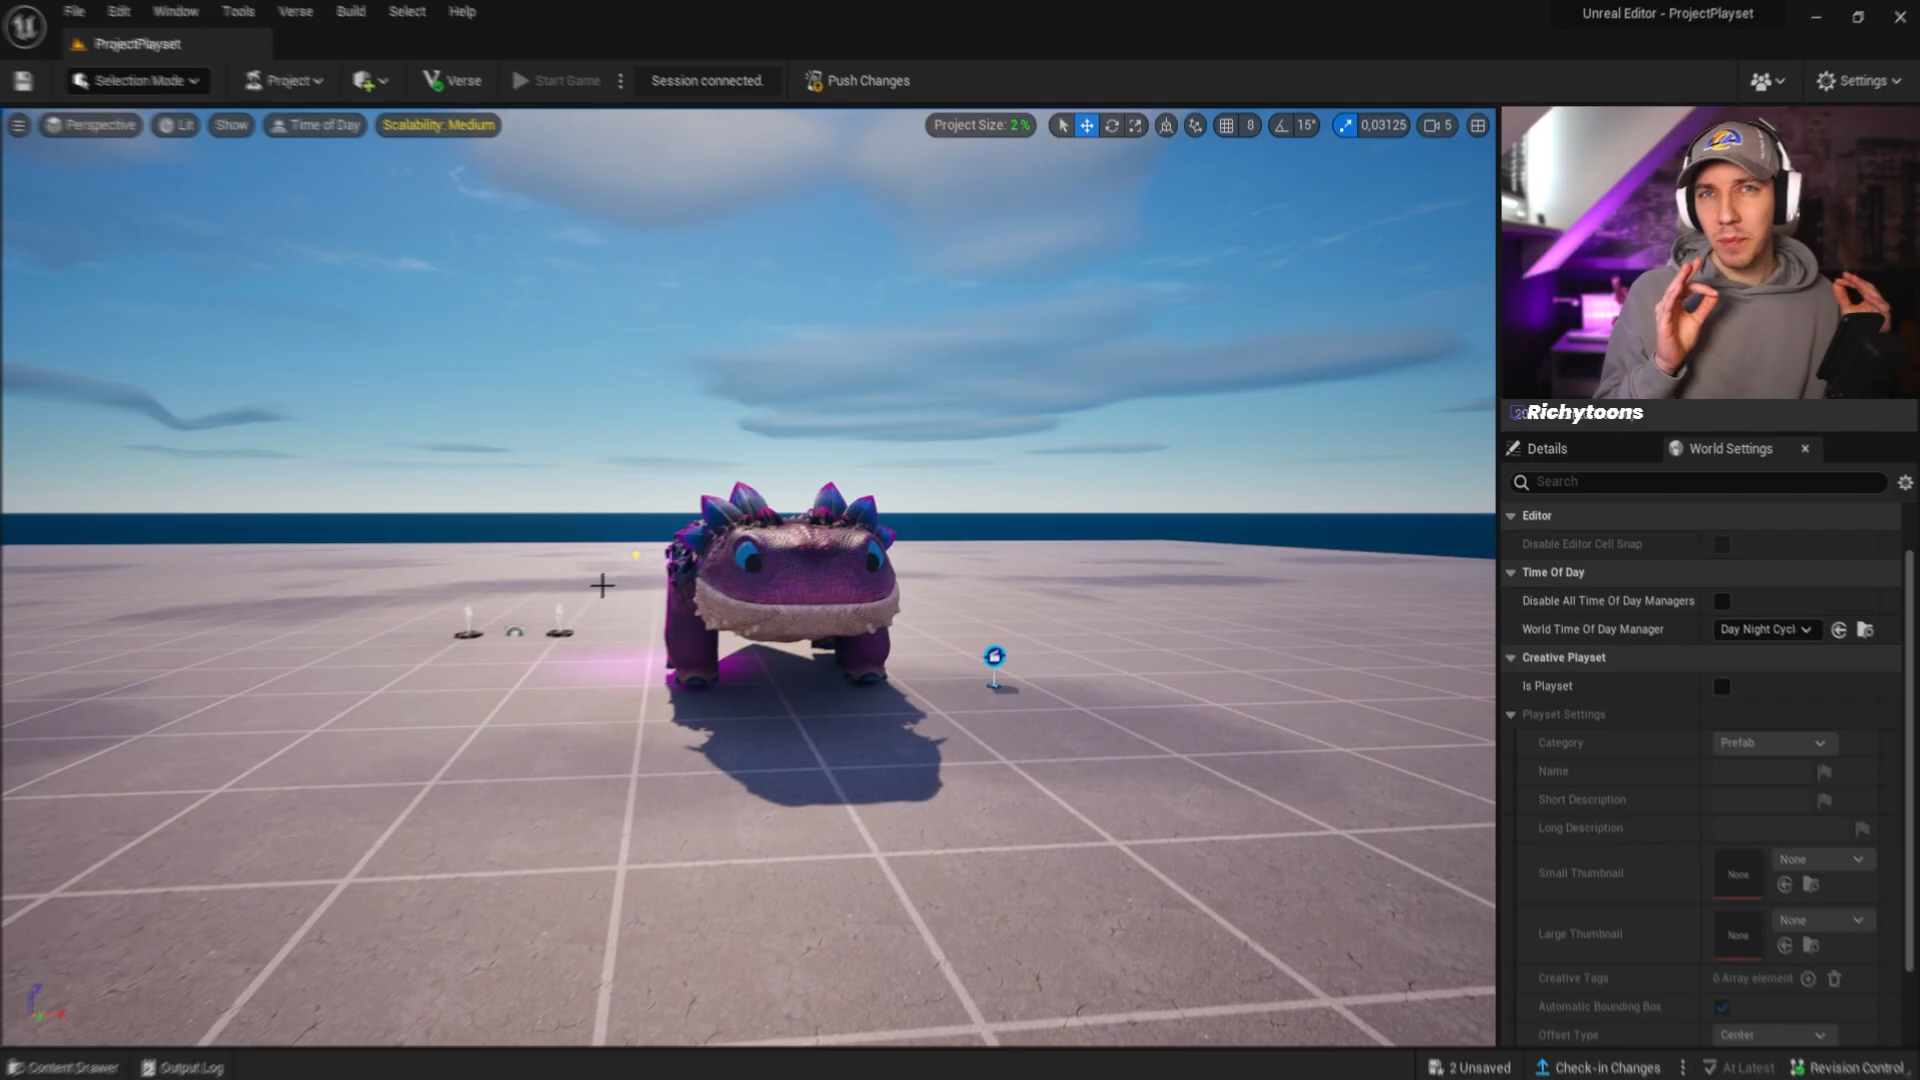 File Edit Window Tools Verse Build Select Help
Unreal Editor - ProjectPlayset
ProjectPlayset
Selection Mode
Project
Verse
Start Game
Session connected.
Push Changes
Settings
Perspective
Lit
Show
Time of Day
Scalability: Medium
Project Size: 2 %
8
15°
0,03125
5
Richytoons
Details
World Settings
Search
Editor
Disable Editor Cell Snap
Time Of Day
Disable All Time Of Day Managers
World Time Of Day Manager
Day Night Cycl
Creative Playset
Is Playset
Playset Settings
Category
Prefab
Name
Short Description
Long Description
Small Thumbnail
None
None
Large Thumbnail
None
None
Creative Tags
0 Array element
Automatic Bounding Box
Offset Type
Center
Content Drawer
Output Log
2 Unsaved
Check-in Changes
At Latest
Revision Control